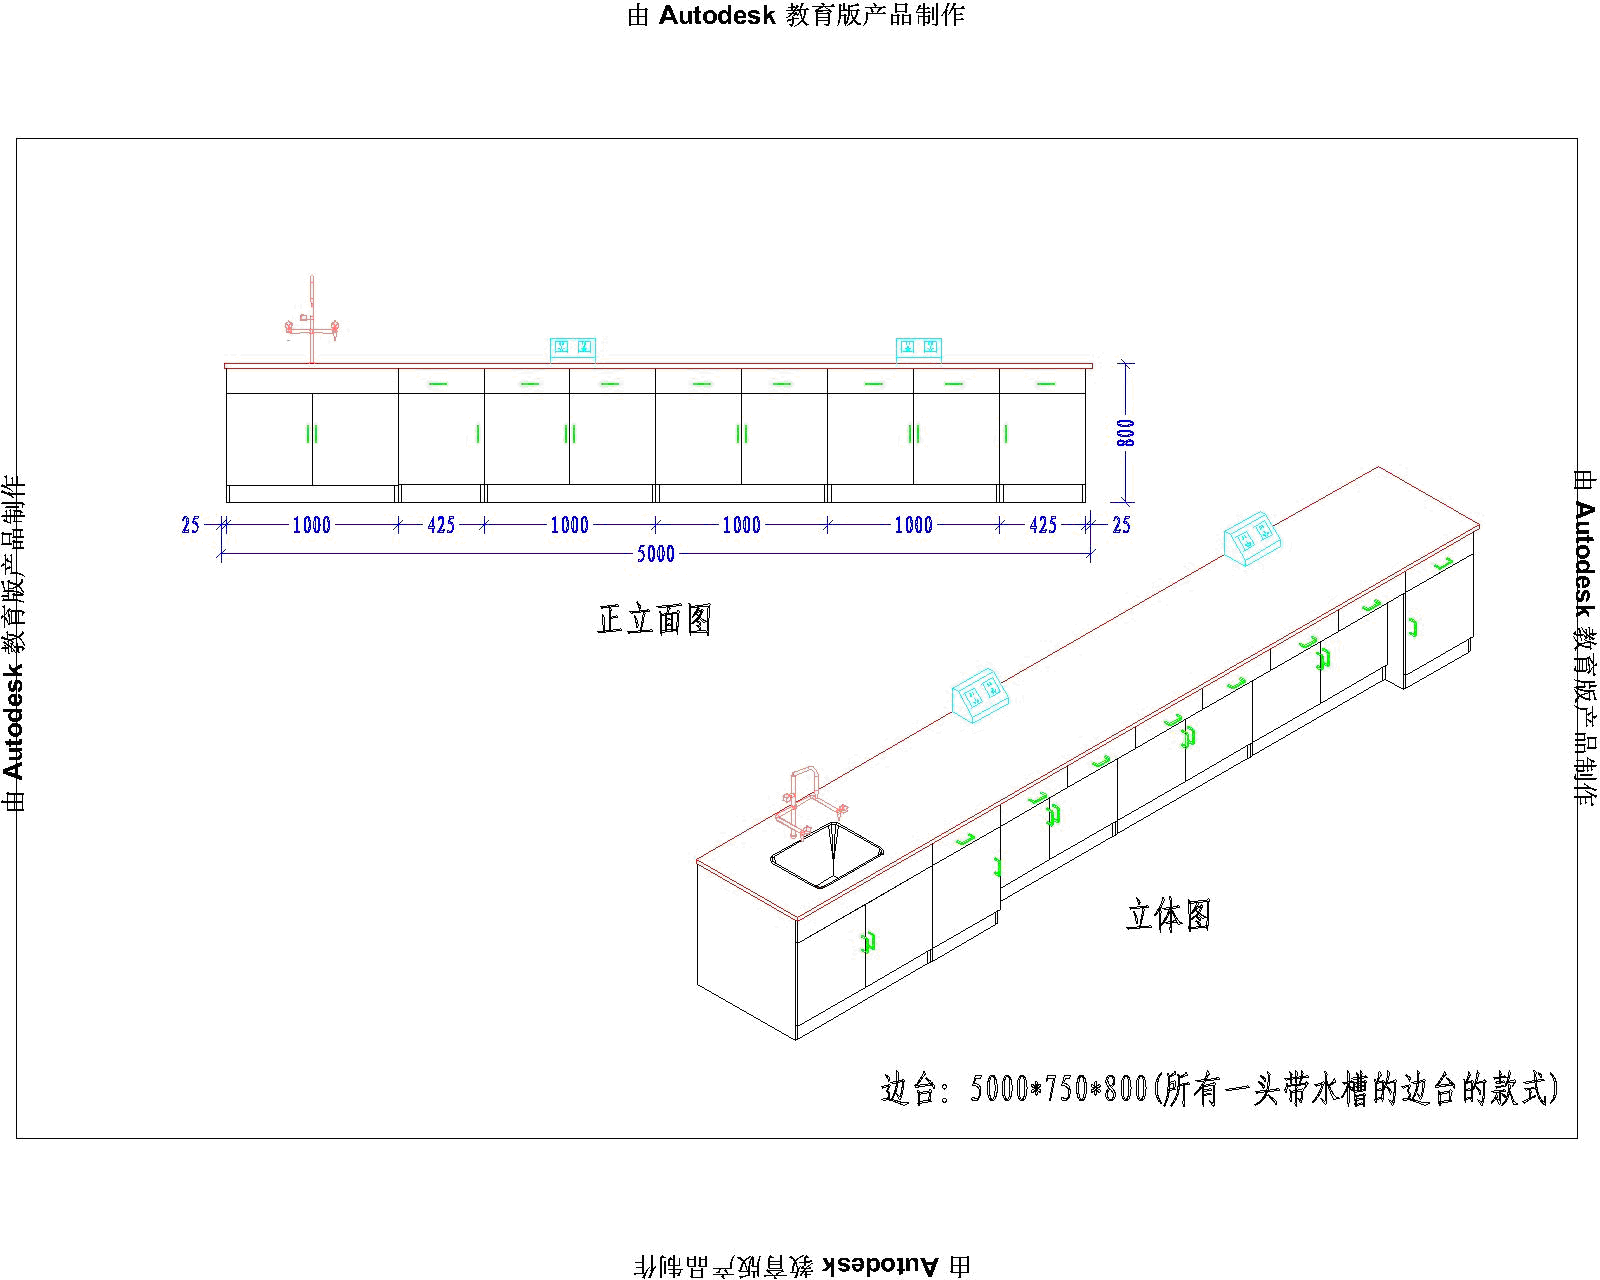 由 Autodesk 教育版产品制作
800
25 1000 425 1000 1000 1000 425 25
5000
正立面图
由 Autodesk 教育版产品制作
由 Autodesk 教育版产品制作
立体图
边台：5000*750*800(所有一头带水槽的边台的款式)
由 Autodesk 教育版产品制作